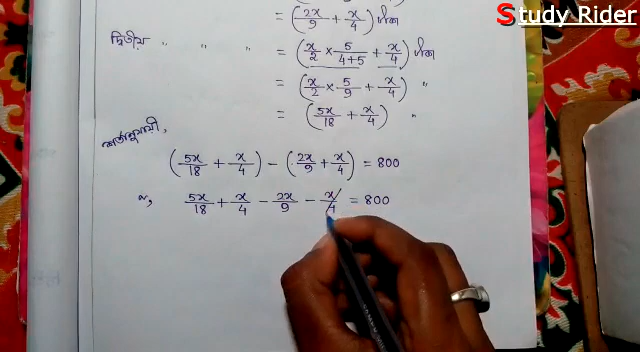 Study Rider
= (2x/9 + x/4) টাকা
দ্বিতীয় " " " = (x/2 × 5/(4+5) + x/4) টাকা
= (x/2 × 5/9 + x/4) "
= (5x/18 + x/4) "
শর্তানুযায়ী,
(5x/18 + x/4) - (2x/9 + x/4) = 800
বা, 5x/18 + x/4 - 2x/9 - x/4 = 800